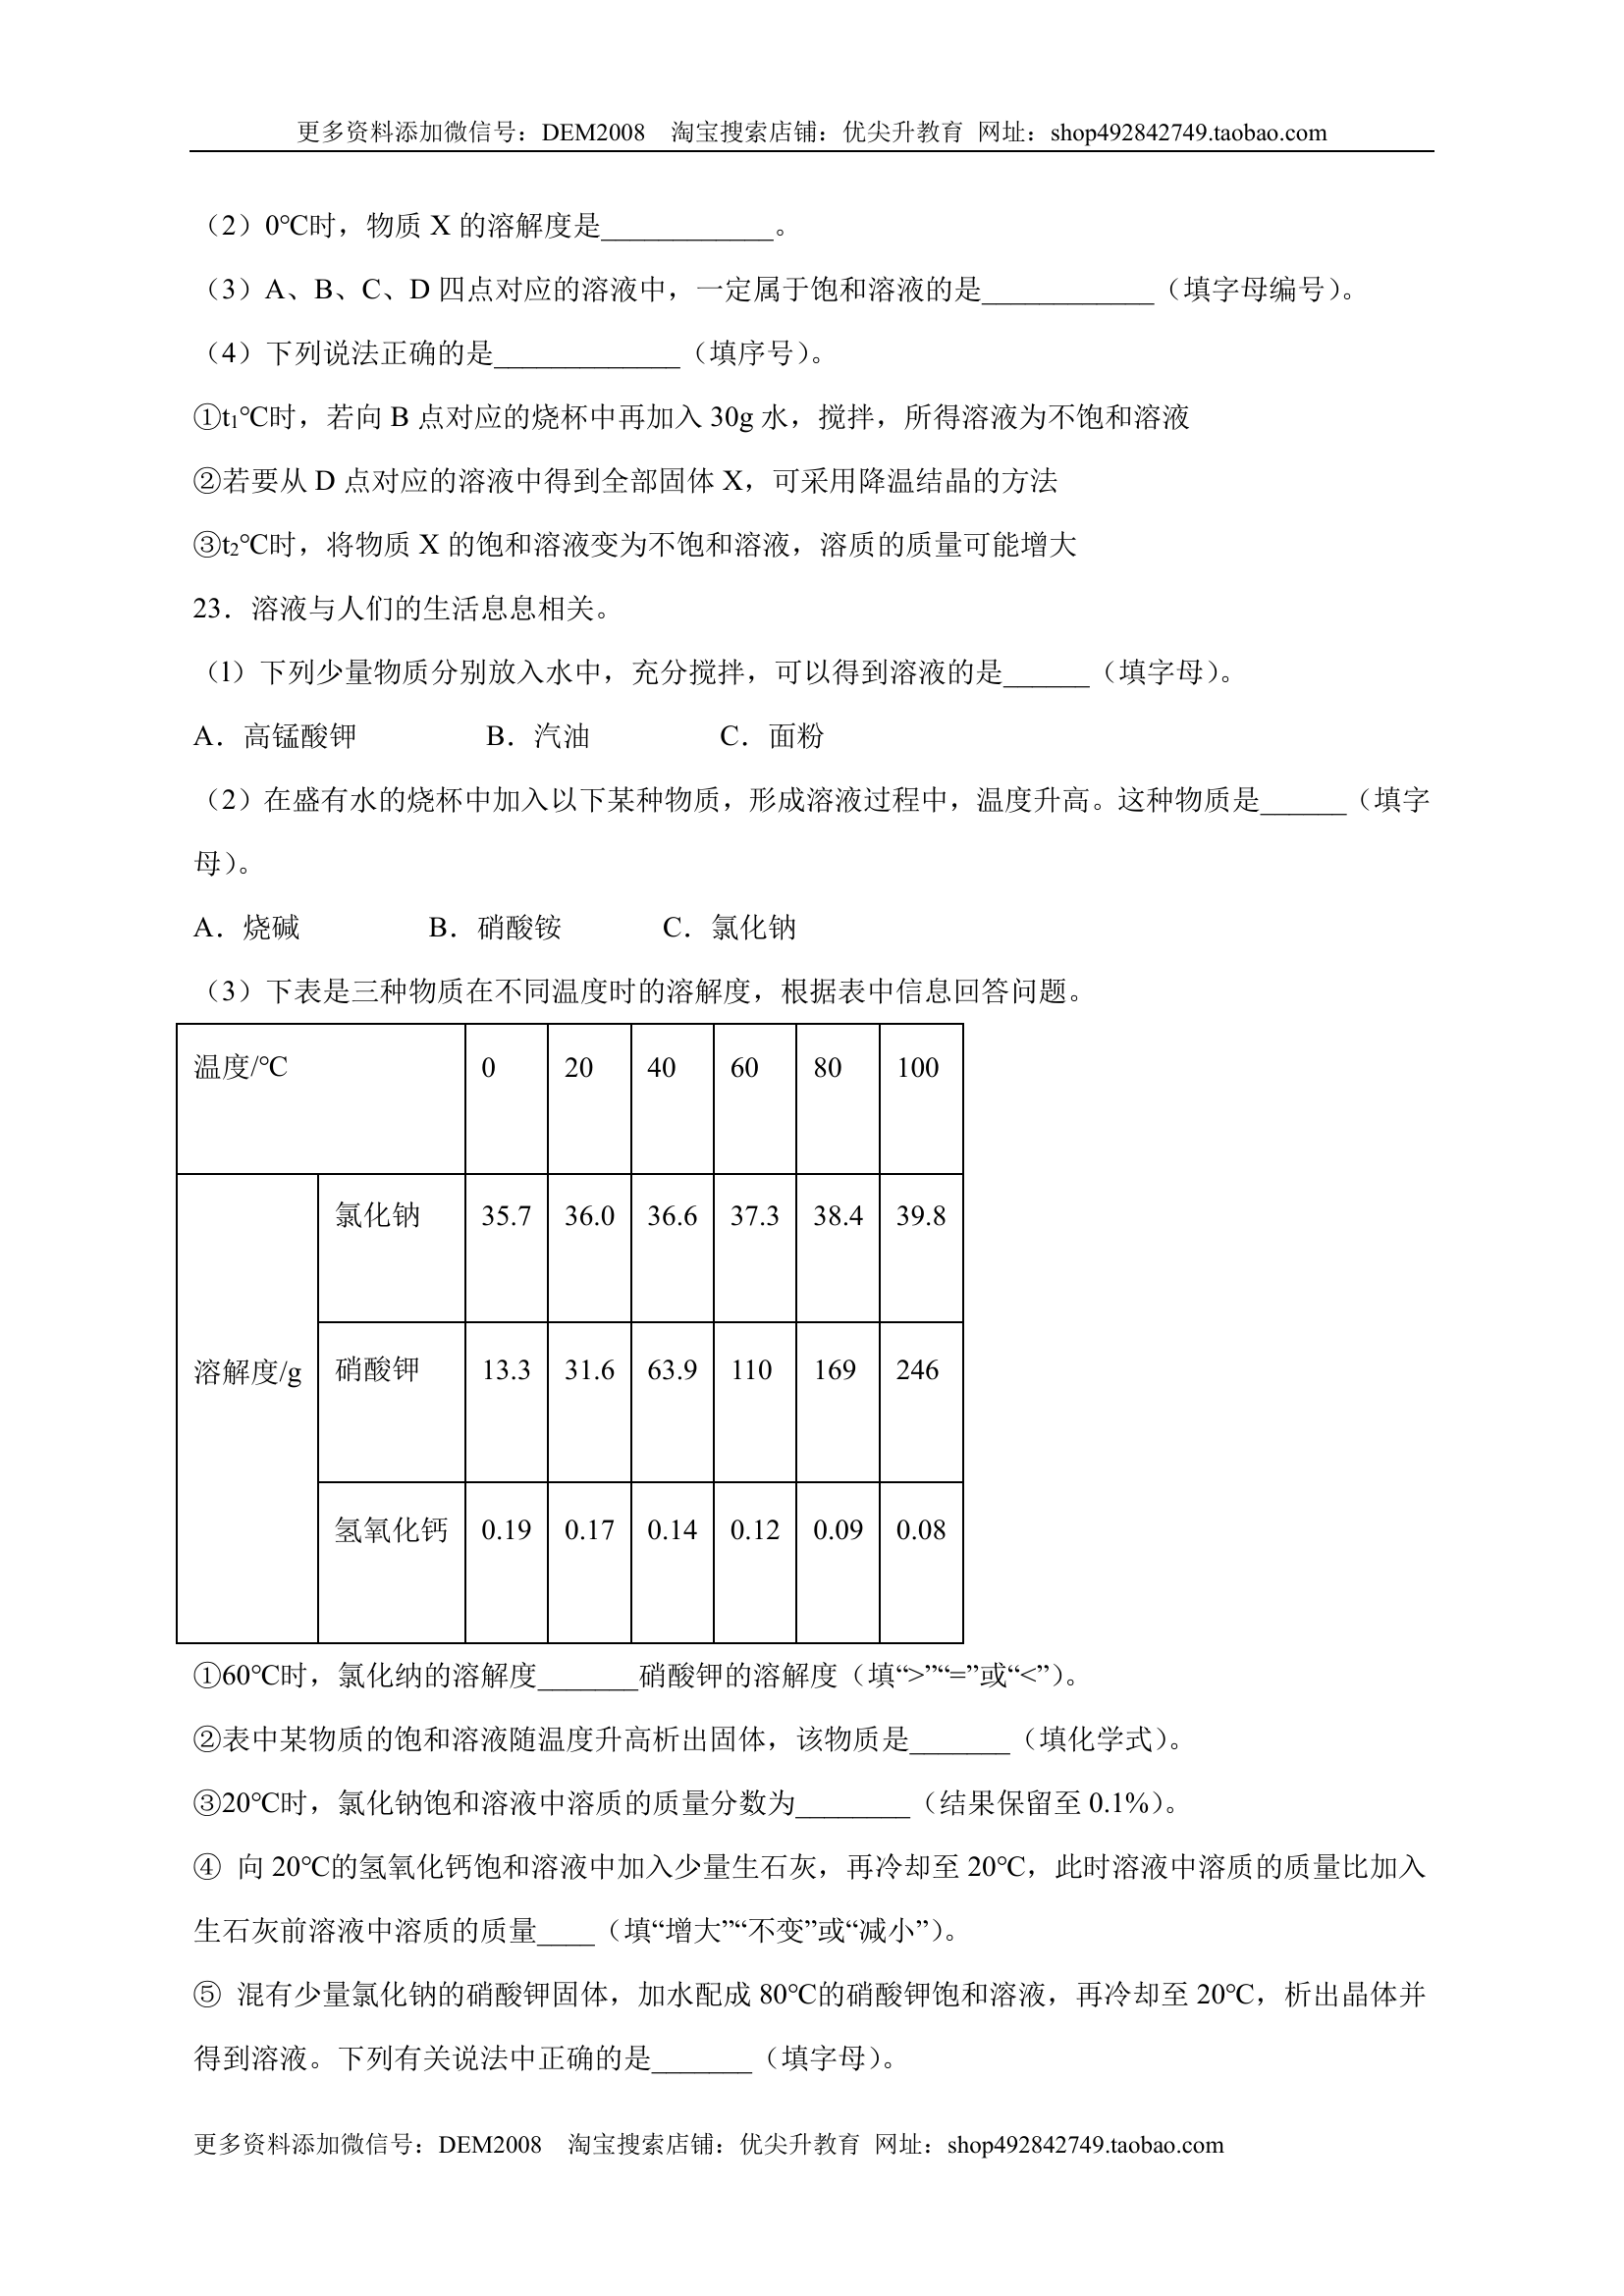 更多资料添加微信号：DEM2008 淘宝搜索店铺：优尖升教育 网址：shop492842749.taobao.com
（2）0℃时，物质 X 的溶解度是____________。
（3）A、B、C、D 四点对应的溶液中，一定属于饱和溶液的是____________（填字母编号）。
（4）下列说法正确的是_____________（填序号）。
①t₁℃时，若向 B 点对应的烧杯中再加入 30g 水，搅拌，所得溶液为不饱和溶液
②若要从 D 点对应的溶液中得到全部固体 X，可采用降温结晶的方法
③t₂℃时，将物质 X 的饱和溶液变为不饱和溶液，溶质的质量可能增大
23．溶液与人们的生活息息相关。
（l）下列少量物质分别放入水中，充分搅拌，可以得到溶液的是______（填字母）。
A．高锰酸钾 B．汽油 C．面粉
（2）在盛有水的烧杯中加入以下某种物质，形成溶液过程中，温度升高。这种物质是______（填字
母）。
A．烧碱 B．硝酸铵 C．氯化钠
（3）下表是三种物质在不同温度时的溶解度，根据表中信息回答问题。
温度/℃ 0 20 40 60 80 100
氯化钠 35.7 36.0 36.6 37.3 38.4 39.8
溶解度/g 硝酸钾 13.3 31.6 63.9 110 169 246
氢氧化钙 0.19 0.17 0.14 0.12 0.09 0.08
①60℃时，氯化纳的溶解度_______硝酸钾的溶解度（填“>”“=”或“<”）。
②表中某物质的饱和溶液随温度升高析出固体，该物质是_______（填化学式）。
③20℃时，氯化钠饱和溶液中溶质的质量分数为________（结果保留至 0.1%）。
④ 向 20℃的氢氧化钙饱和溶液中加入少量生石灰，再冷却至 20℃，此时溶液中溶质的质量比加入
生石灰前溶液中溶质的质量____（填“增大”“不变”或“减小”）。
⑤ 混有少量氯化钠的硝酸钾固体，加水配成 80℃的硝酸钾饱和溶液，再冷却至 20℃，析出晶体并
得到溶液。下列有关说法中正确的是_______（填字母）。
更多资料添加微信号：DEM2008 淘宝搜索店铺：优尖升教育 网址：shop492842749.taobao.com